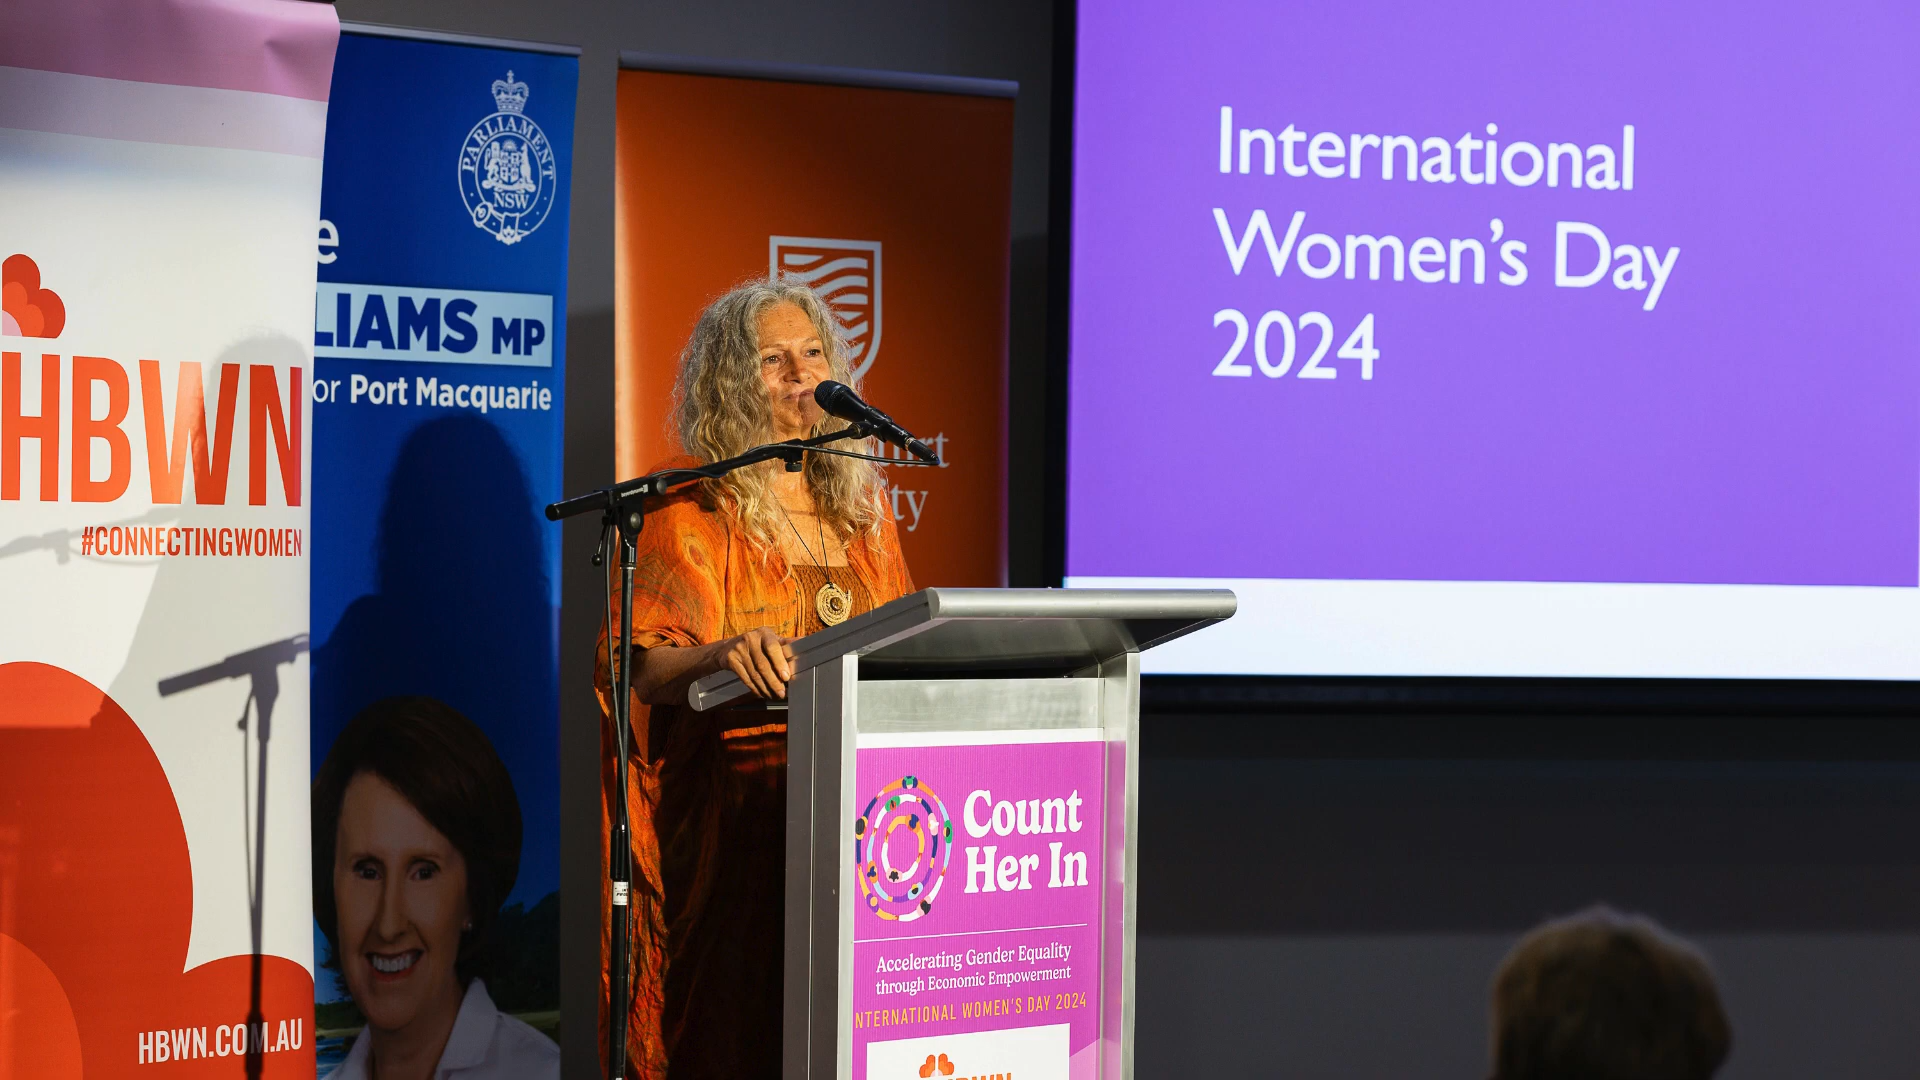 HBWN
#CONNECTINGWOMEN
HBWN.COM.AU
PARLIAMENT
NSW
e
LIAMS MP
or Port Macquarie
International
Women's Day
2024
Count
Her In
Accelerating Gender Equality
through Economic Empowerment
NTERNATIONAL WOMEN'S DAY 2024